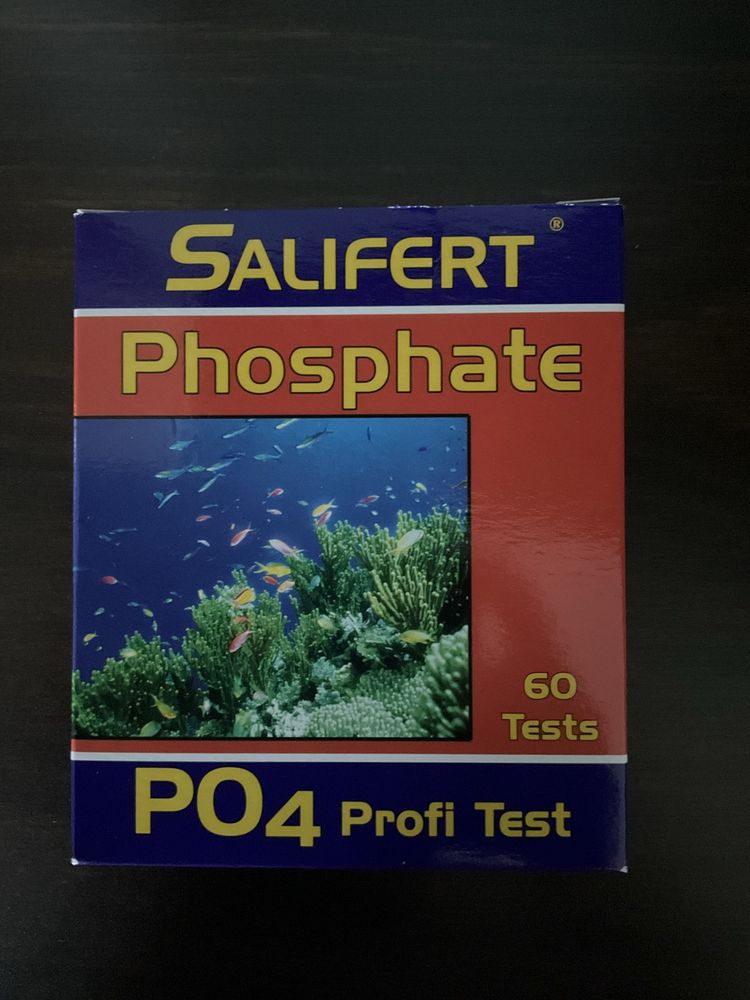 SALIFERT®
Phosphate
60
Tests
PO4 Profi Test